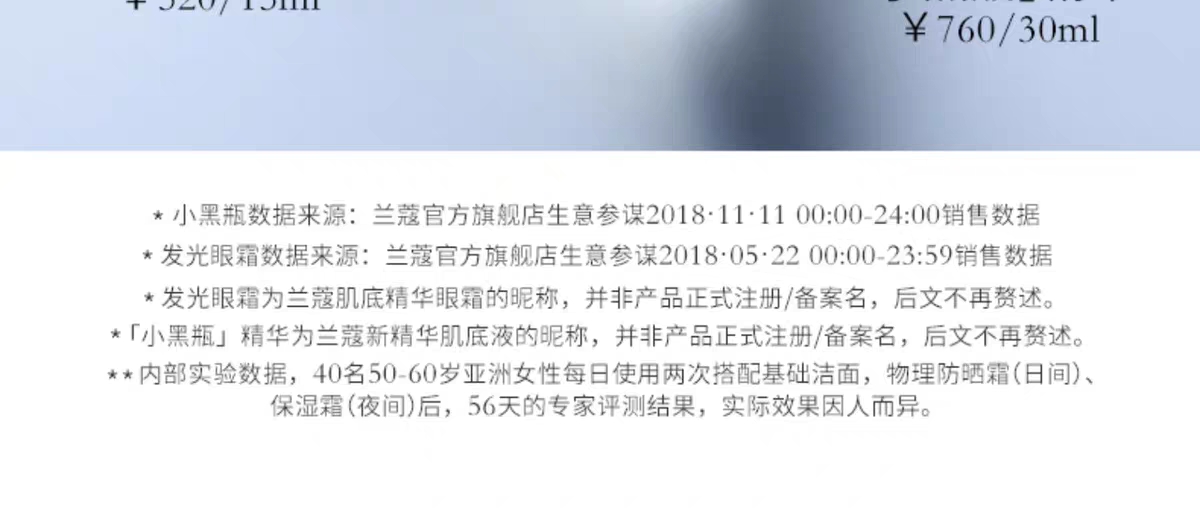 ￥520/15ml
￥760/30ml
* 小黑瓶数据来源：兰蔻官方旗舰店生意参谋2018·11·11 00:00-24:00销售数据
* 发光眼霜数据来源：兰蔻官方旗舰店生意参谋2018·05·22 00:00-23:59销售数据
* 发光眼霜为兰蔻肌底精华眼霜的昵称，并非产品正式注册/备案名，后文不再赘述。
*「小黑瓶」精华为兰蔻新精华肌底液的昵称，并非产品正式注册/备案名，后文不再赘述。
**内部实验数据，40名50-60岁亚洲女性每日使用两次搭配基础洁面，物理防晒霜（日间）、
保湿霜（夜间）后，56天的专家评测结果，实际效果因人而异。